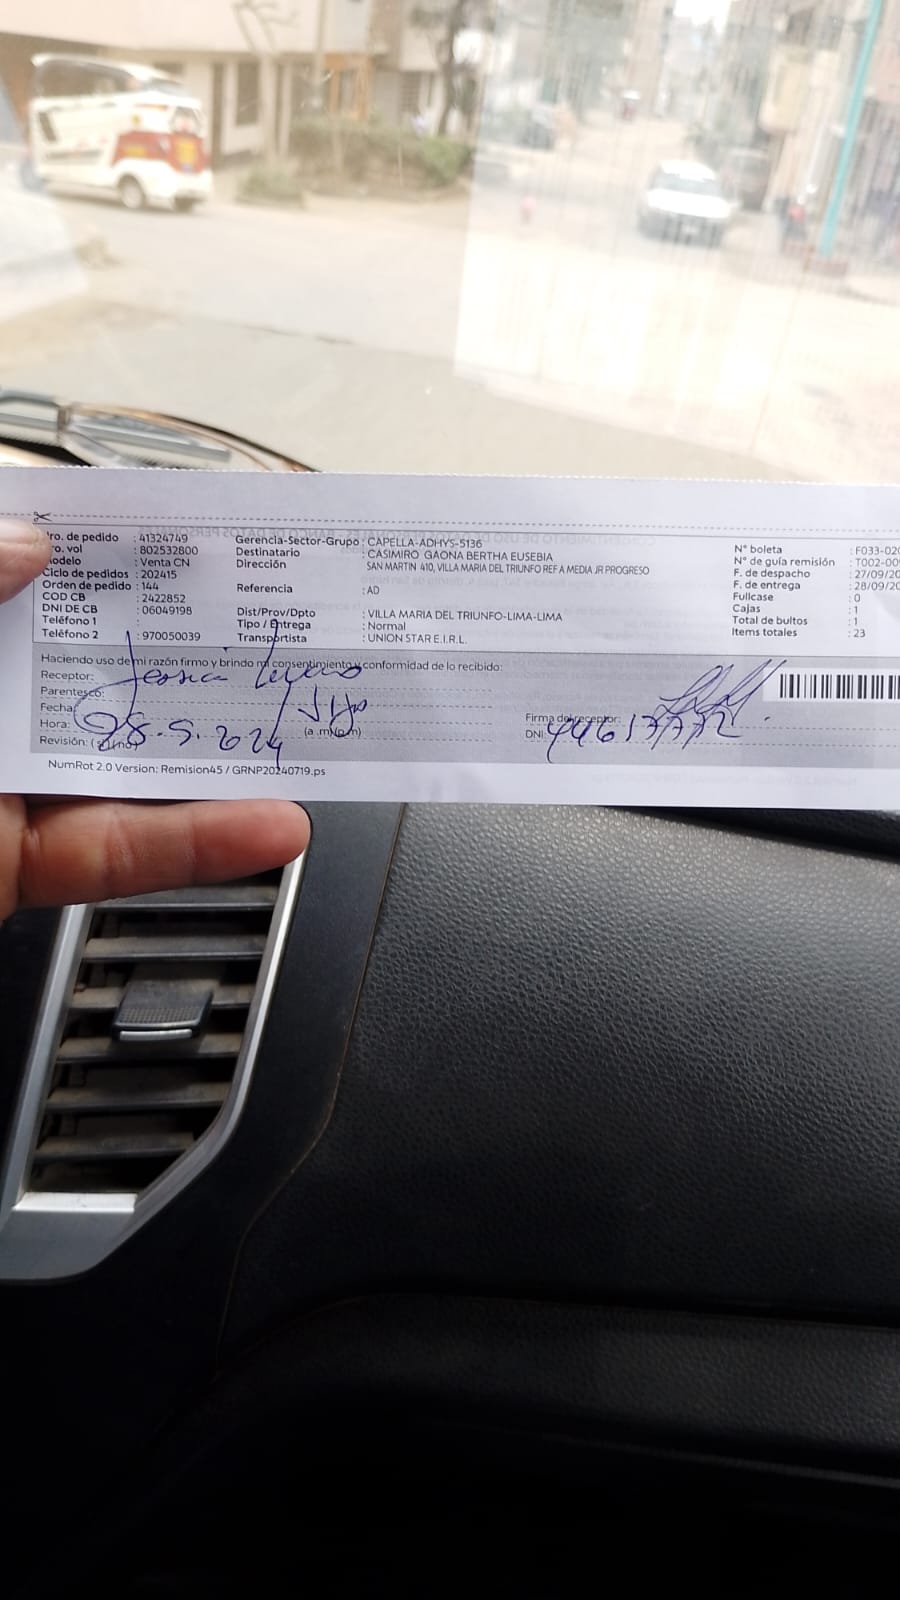 Nro. de pedido : 41324749
Nro. vol : 802532800
Modelo : Venta CN
Ciclo de pedidos : 202415
Orden de pedido : 144
COD CB : 2422852
DNI DE CB : 06049198
Teléfono 1 :
Teléfono 2 : 970050039
Gerencia-Sector-Grupo : CAPELLA-ADHYS-5136
Destinatario : CASIMIRO GAONA BERTHA EUSEBIA
Dirección : SAN MARTIN 410, VILLA MARIA DEL TRIUNFO REF A MEDIA JR PROGRESO
Referencia : AD
Dist/Prov/Dpto : VILLA MARIA DEL TRIUNFO-LIMA-LIMA
Tipo / Entrega : Normal
Transportista : UNION STAR E.I.R.L.
N° boleta : F033-020
N° de guía remisión : T002-00
F. de despacho : 27/09/20
F. de entrega : 28/09/20
Fullcase : 0
Cajas : 1
Total de bultos : 1
Items totales : 23
Haciendo uso de mi razón firmo y brindo mi consentimiento y conformidad de lo recibido:
Receptor: Jessica
Parentesco:
Fecha: 28.9.2024
Hora: (a.m./p.m)
Revisión: (si/no)
Firma del receptor:
DNI:
NumRot 2.0 Version: Remision45 / GRNP20240719.ps